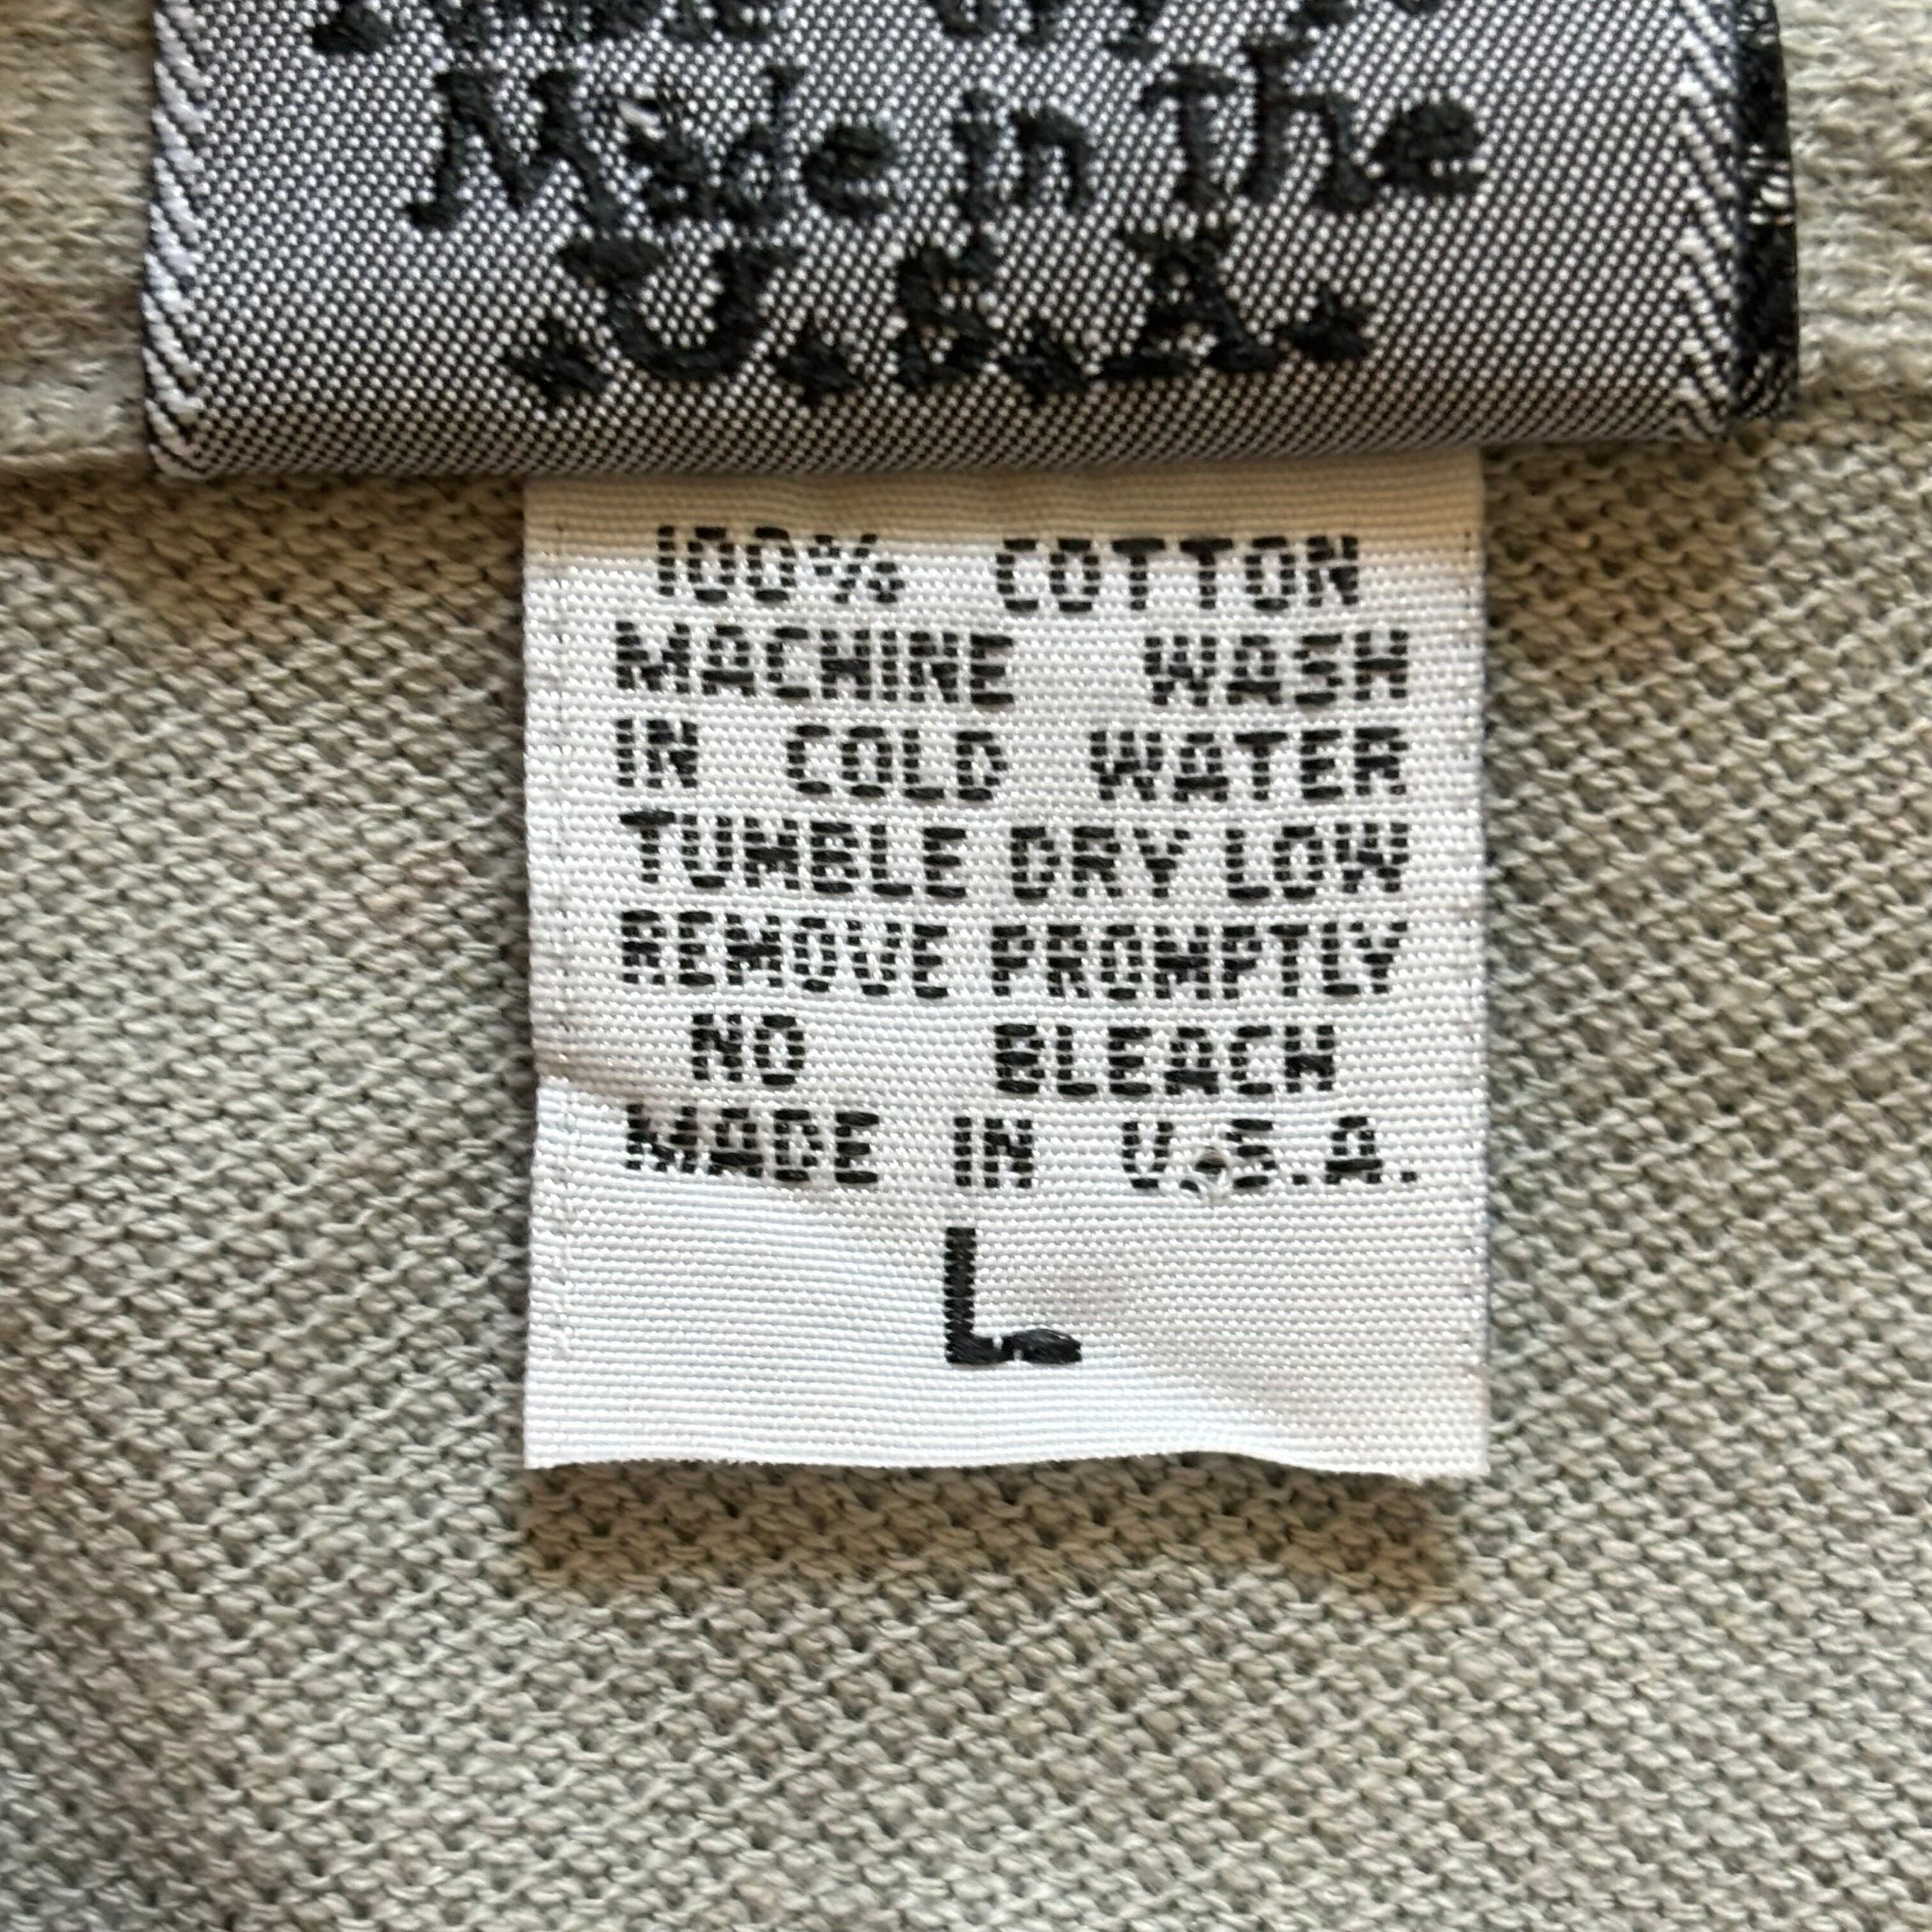 Made in The
U.S.A.
100% COTTON
MACHINE WASH
IN COLD WATER
TUMBLE DRY LOW
REMOVE PROMPTLY
NO BLEACH
MADE IN U.S.A.
L